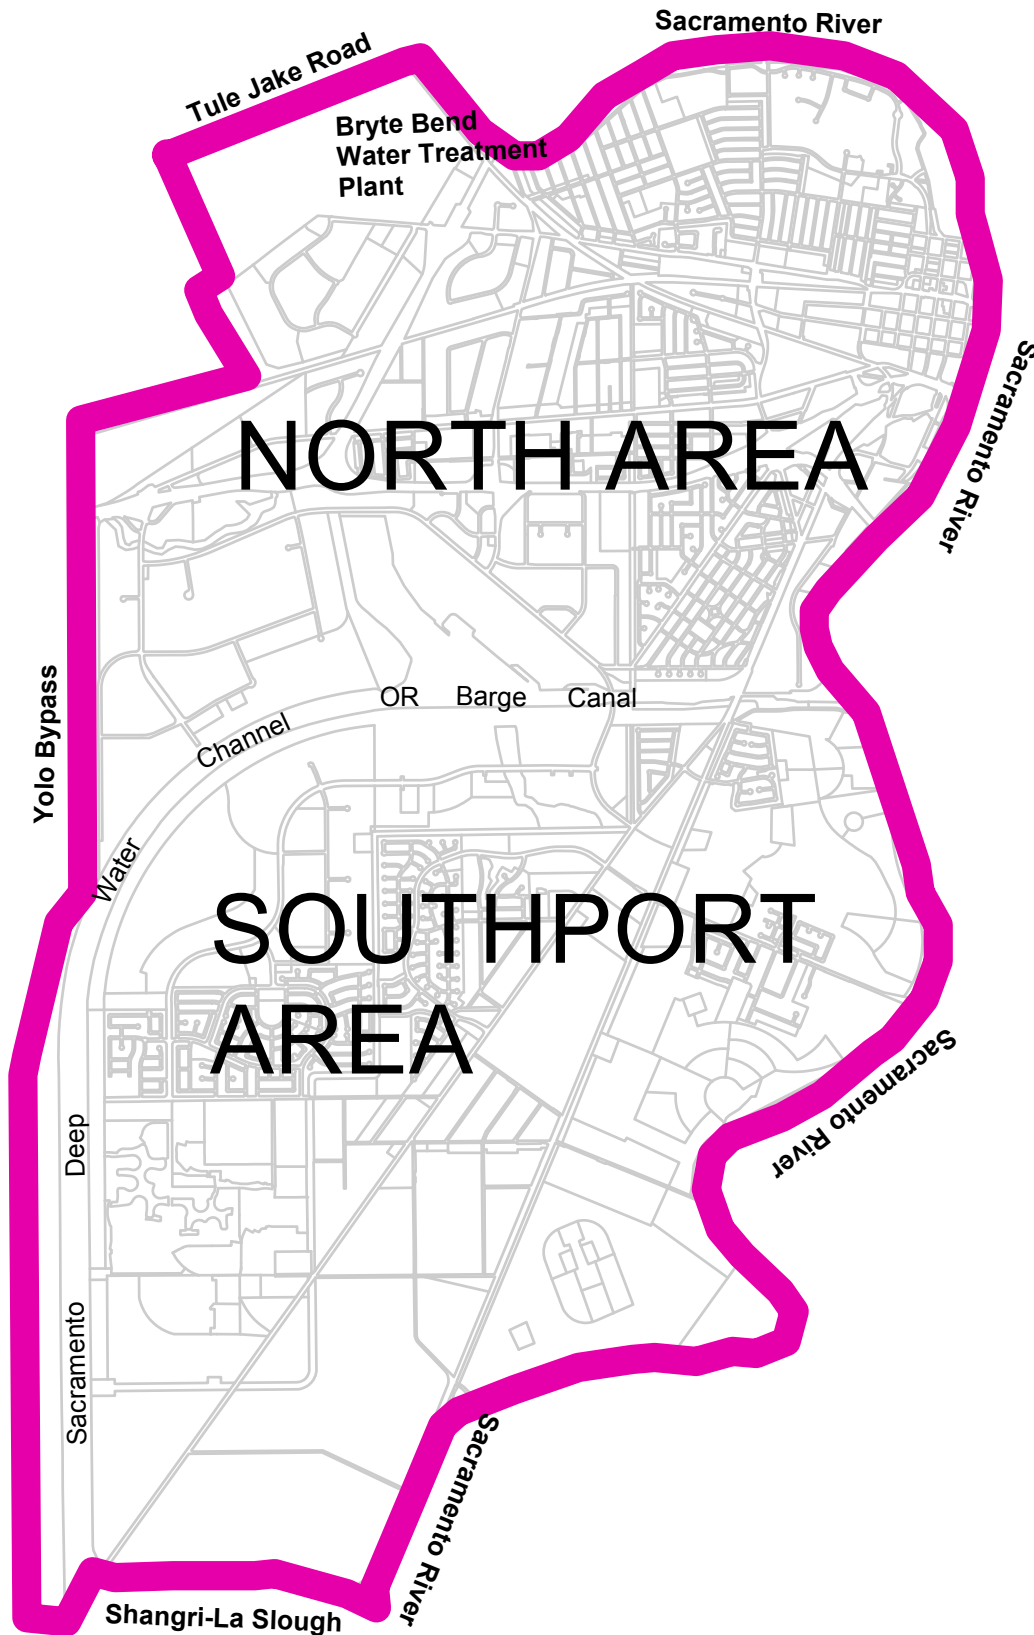 Sacramento River
Tule Jake Road
Bryte Bend
Water Treatment
Plant
Sacramento River
NORTH AREA
Yolo Bypass
Sacramento Deep Water Channel OR Barge Canal
SOUTHPORT
AREA
Sacramento River
Sacramento River
Shangri-La Slough